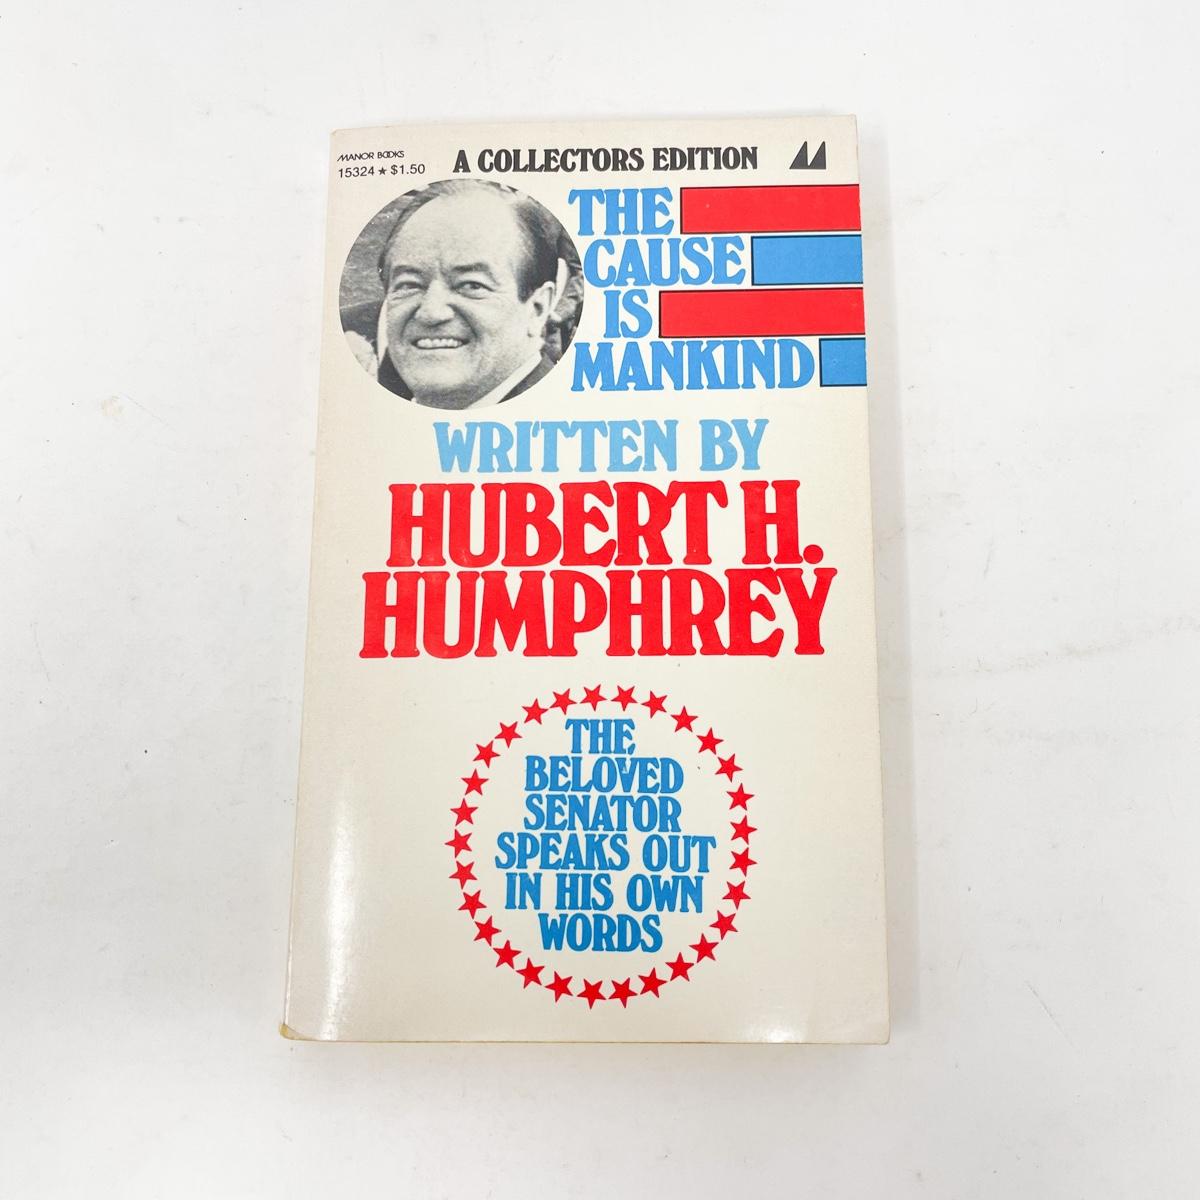 MANOR BOOKS
15324 ★ $1.50
A COLLECTORS EDITION
THE
CAUSE
IS
MANKIND
WRITTEN BY
HUBERT H.
HUMPHREY
THE
BELOVED
SENATOR
SPEAKS OUT
IN HIS OWN
WORDS